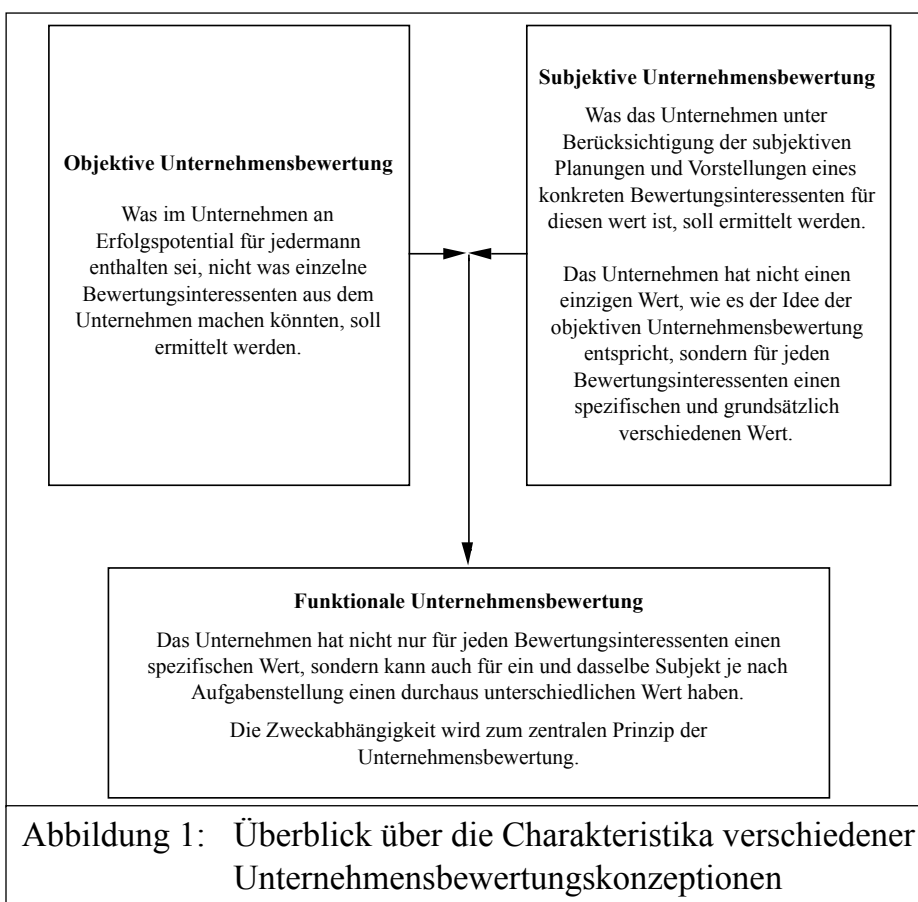 Objektive Unternehmensbewertung
Was im Unternehmen an
Erfolgspotential für jedermann
enthalten sei, nicht was einzelne
Bewertungsinteressenten aus dem
Unternehmen machen könnten, soll
ermittelt werden.
Subjektive Unternehmensbewertung
Was das Unternehmen unter
Berücksichtigung der subjektiven
Planungen und Vorstellungen eines
konkreten Bewertungsinteressenten für
diesen wert ist, soll ermittelt werden.
Das Unternehmen hat nicht einen
einzigen Wert, wie es der Idee der
objektiven Unternehmensbewertung
entspricht, sondern für jeden
Bewertungsinteressenten einen
spezifischen und grundsätzlich
verschiedenen Wert.
Funktionale Unternehmensbewertung
Das Unternehmen hat nicht nur für jeden Bewertungsinteressenten einen
spezifischen Wert, sondern kann auch für ein und dasselbe Subjekt je nach
Aufgabenstellung einen durchaus unterschiedlichen Wert haben.
Die Zweckabhängigkeit wird zum zentralen Prinzip der
Unternehmensbewertung.
Abbildung 1: Überblick über die Charakteristika verschiedener
Unternehmensbewertungskonzeptionen